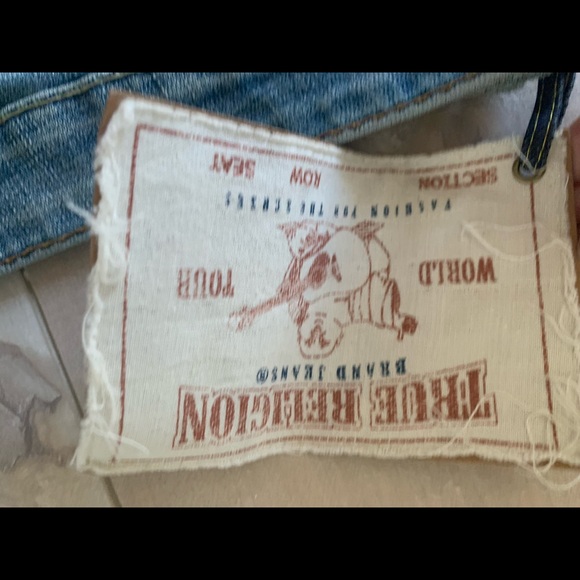 TRUE RELIGION
BRAND JEANS®
WORLD TOUR
FASHION FOR THE SENSES
SECTION ROW SEAT